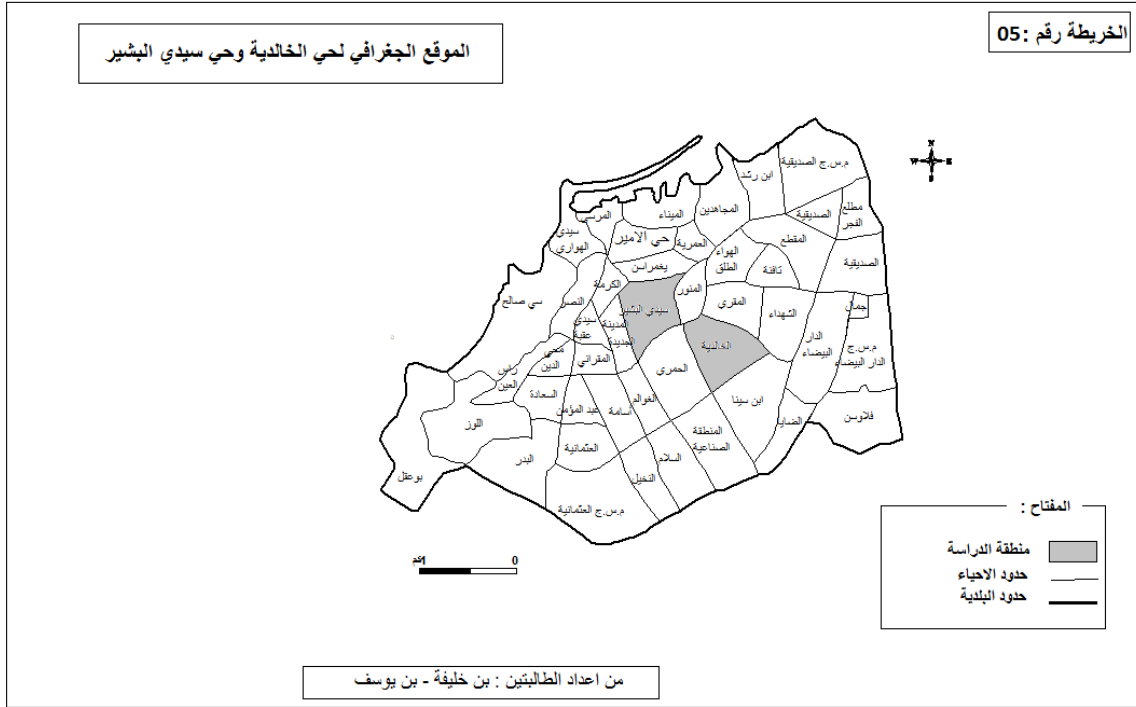 الخريطة رقم :05
الموقع الجغرافي لحي الخالدية وحي سيدي البشير
N
W
E
S
م.س.ج الصديقية
ابن رشد
مطلع
الفجر
الصديقية
المجاهدين
الميناء
المرسى
سيدي
الهواري
حي الامير
العمرية
الهواء
الطلق
المقطع
تافنة
الصديقية
يغمراسن
الكرمة
المنور
النصر
سي صالح
سيدي البشير
المقري
الشهداء
جمال
سيدي
عقبة
المدينة
الجديدة
الدار
البيضاء
م.س.ج
الدار البيضاء
الخالدية
الحمري
المقراني
محي
الدين
راس
العين
السعادة
عبد المؤمن
أسامة
الغوالم
ابن سينا
الضايا
فلاوسن
اللوز
المنطقة
الصناعية
العثمانية
السلام
البدر
النخيل
بوعقل
م.س.ج العثمانية
المفتاح :
منطقة الدراسة
حدود الاحياء
حدود البلدية
1كم
0
من اعداد الطالبتين : بن خليفة - بن يوسف